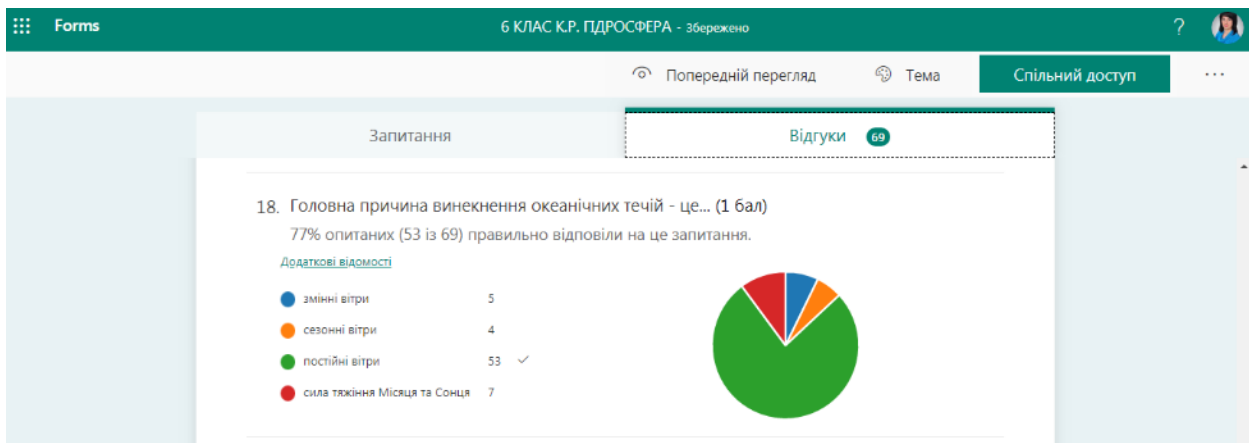 Forms
6 КЛАС К.Р. ГІДРОСФЕРА - Збережено
?
Попередній перегляд
Тема
Спільний доступ
...
Запитання
Відгуки 69
18. Головна причина винекнення океанічних течій - це... (1 бал)
77% опитаних (53 із 69) правильно відповіли на це запитання.
Додаткові відомості
змінні вітри 5
сезонні вітри 4
постійні вітри 53
сила тяжіння Місяця та Сонця 7